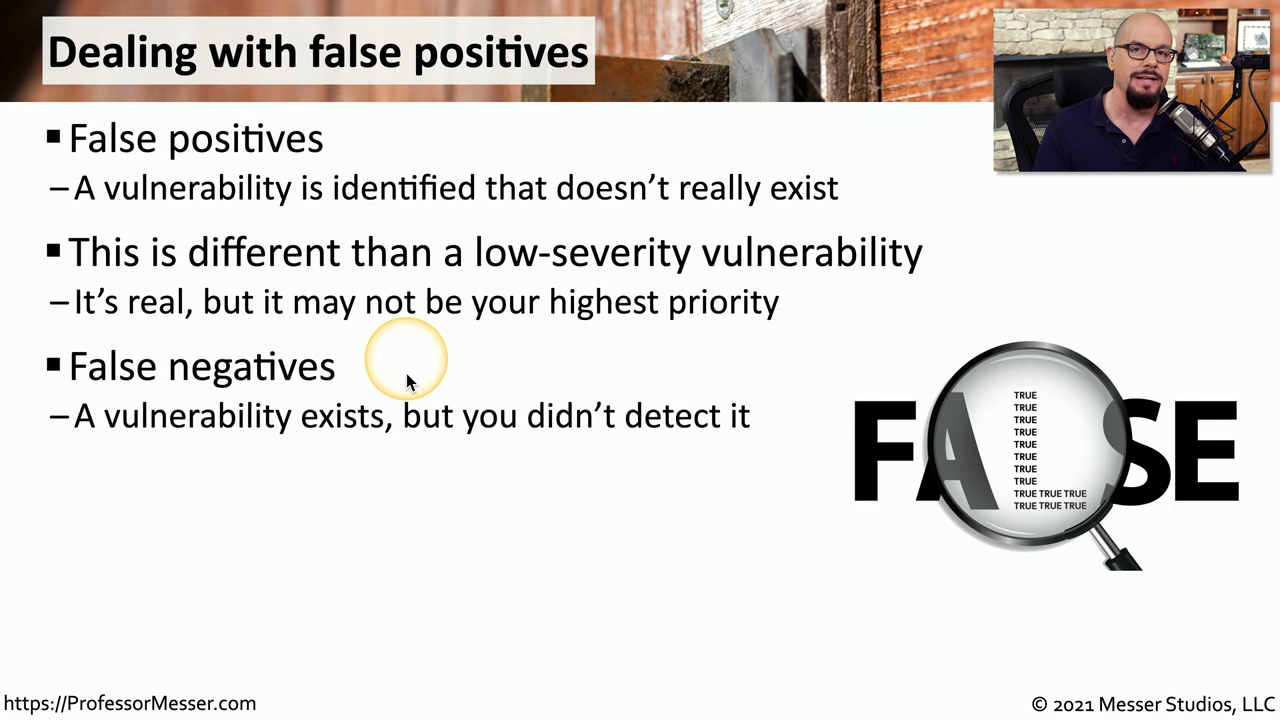 Dealing with false positives
▪ False positives
– A vulnerability is identified that doesn't really exist
▪ This is different than a low-severity vulnerability
– It's real, but it may not be your highest priority
▪ False negatives
– A vulnerability exists, but you didn't detect it
FALSE
TRUE
TRUE
TRUE
TRUE
TRUE
TRUE
TRUE
TRUE
TRUE TRUE TRUE
TRUE TRUE TRUE
https://ProfessorMesser.com
© 2021 Messer Studios, LLC